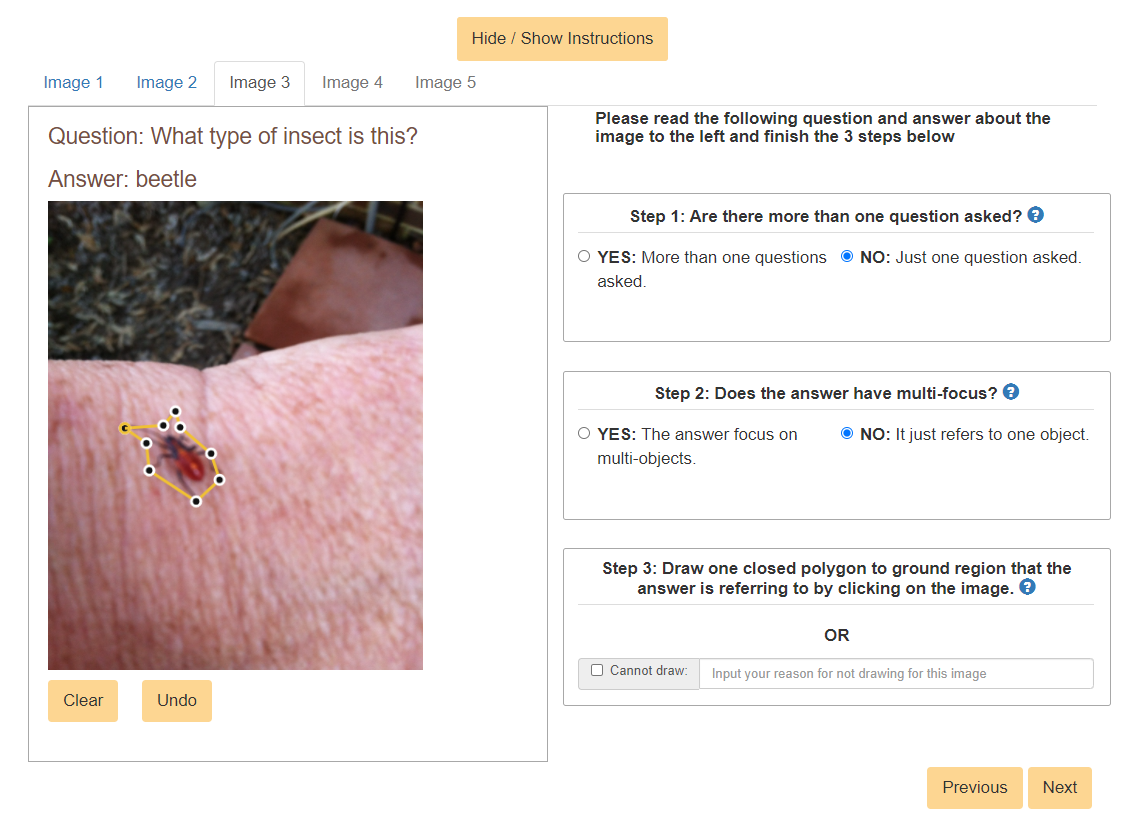 Hide / Show Instructions
Image 1
Image 2
Image 3
Image 4
Image 5
Question: What type of insect is this?
Answer: beetle
Clear
Undo
Please read the following question and answer about the
image to the left and finish the 3 steps below
Step 1: Are there more than one question asked? ?
YES: More than one questions
asked.
NO: Just one question asked.
Step 2: Does the answer have multi-focus? ?
YES: The answer focus on
multi-objects.
NO: It just refers to one object.
Step 3: Draw one closed polygon to ground region that the
answer is referring to by clicking on the image. ?
OR
Cannot draw:
Input your reason for not drawing for this image
Previous
Next